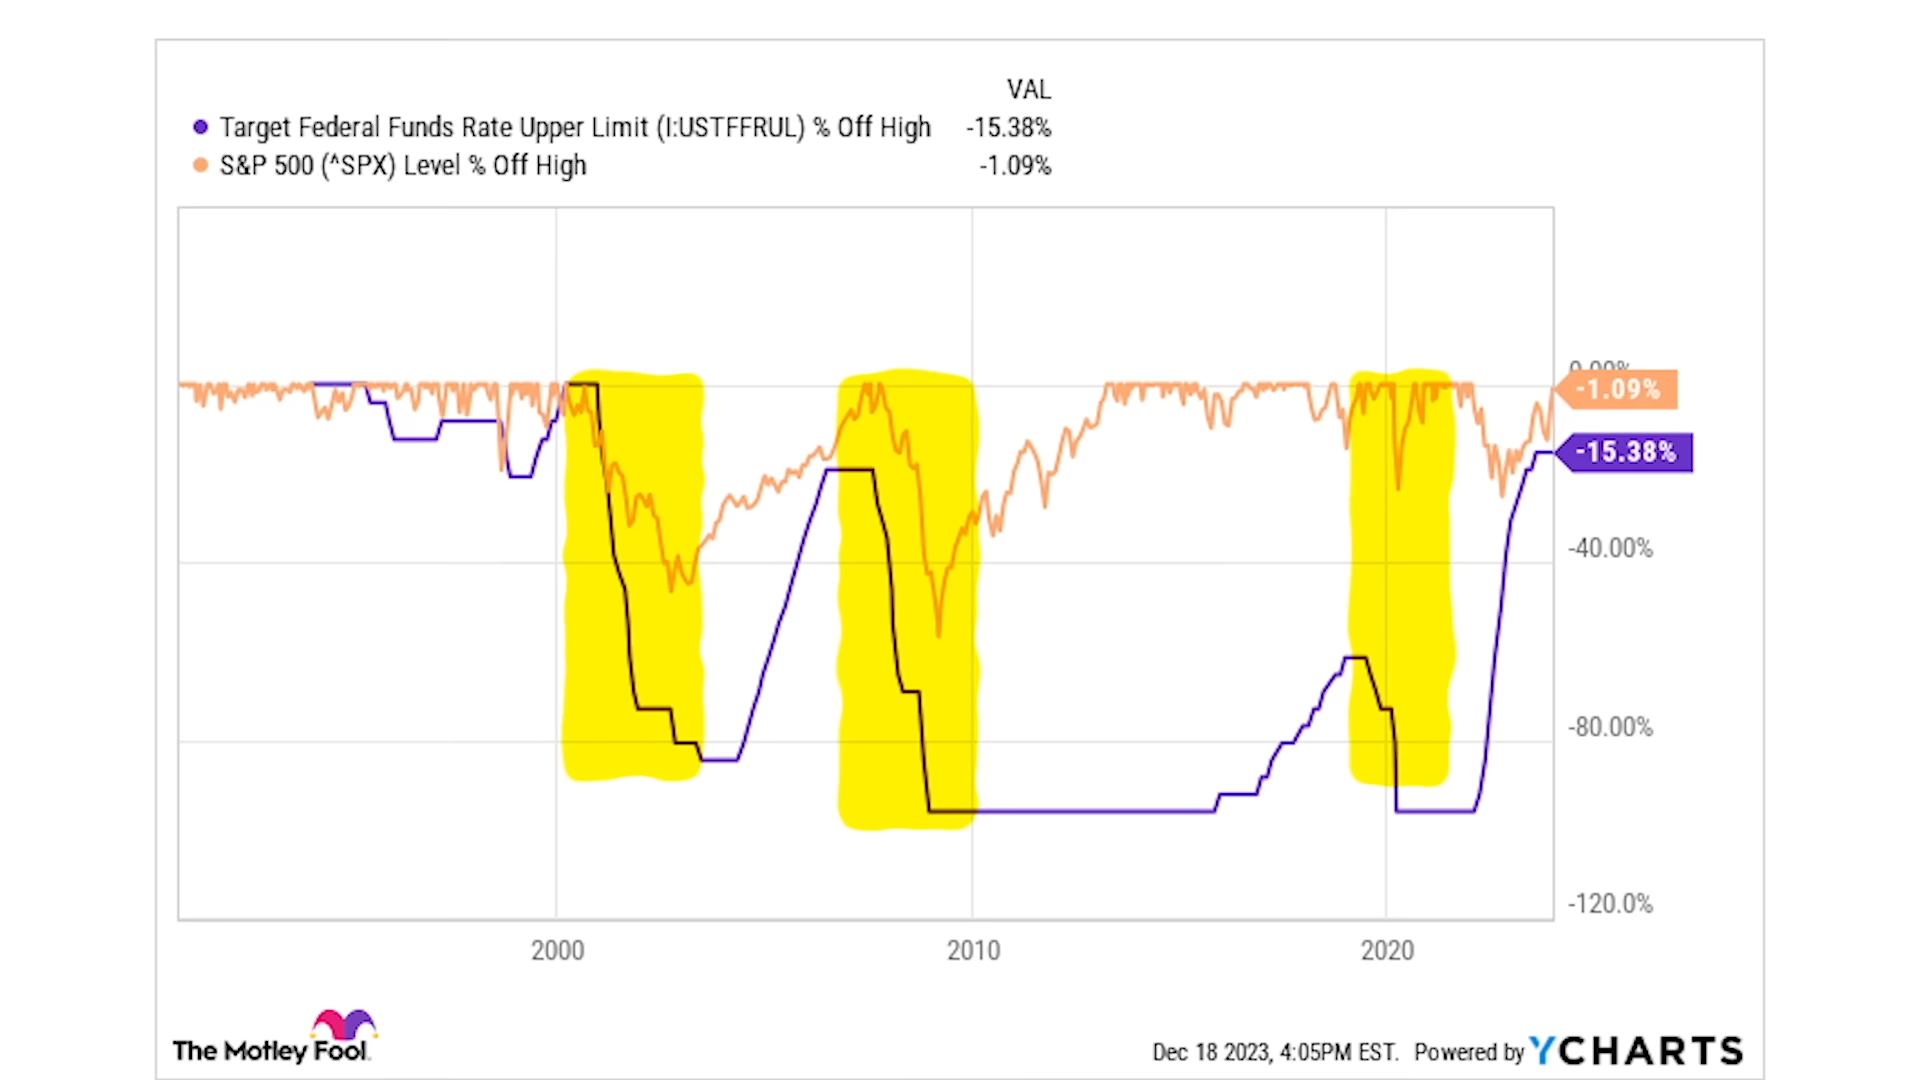 VAL
Target Federal Funds Rate Upper Limit (I:USTFFRUL) % Off High -15.38%
S&P 500 (^SPX) Level % Off High -1.09%
0.00%
-1.09%
-15.38%
-40.00%
-80.00%
-120.0%
2000 2010 2020
The Motley Fool.
Dec 18 2023, 4:05PM EST. Powered by YCHARTS